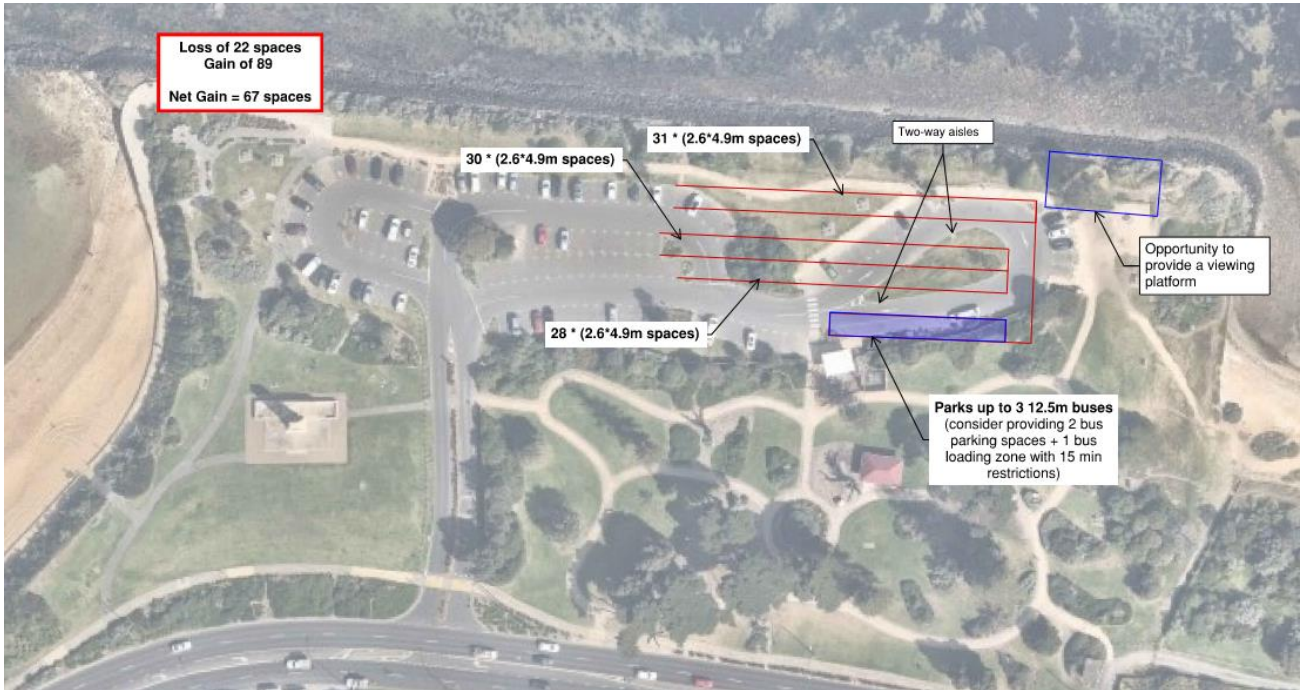 Loss of 22 spaces
Gain of 89
Net Gain = 67 spaces
31 * (2.6*4.9m spaces)
Two-way aisles
30 * (2.6*4.9m spaces)
Opportunity to
provide a viewing
platform
28 * (2.6*4.9m spaces)
Parks up to 3 12.5m buses
(consider providing 2 bus
parking spaces + 1 bus
loading zone with 15 min
restrictions)